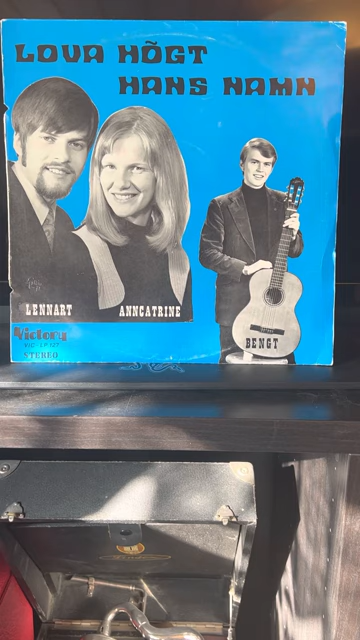 LOVA HÖGT
HANS NAMN
LENNART
ANNCATRINE
BENGT
Victory
STEREO